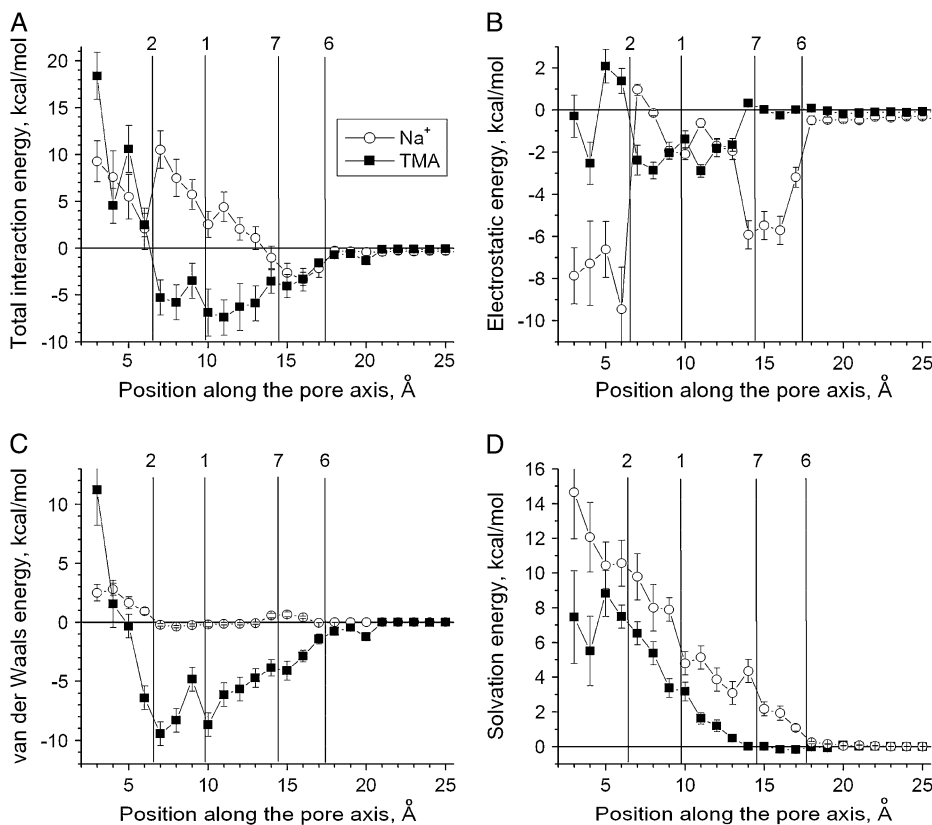 A
2 1 7 6
Total interaction energy, kcal/mol
20
15
10
5
0
-5
-10
Na+
TMA
5 10 15 20 25
Position along the pore axis, Å
B
2 1 7 6
Electrostatic energy, kcal/mol
2
0
-2
-4
-6
-8
-10
5 10 15 20 25
Position along the pore axis, Å
C
2 1 7 6
van der Waals energy, kcal/mol
10
5
0
-5
-10
5 10 15 20 25
Position along the pore axis, Å
D
2 1 7 6
Solvation energy, kcal/mol
16
14
12
10
8
6
4
2
0
5 10 15 20 25
Position along the pore axis, Å